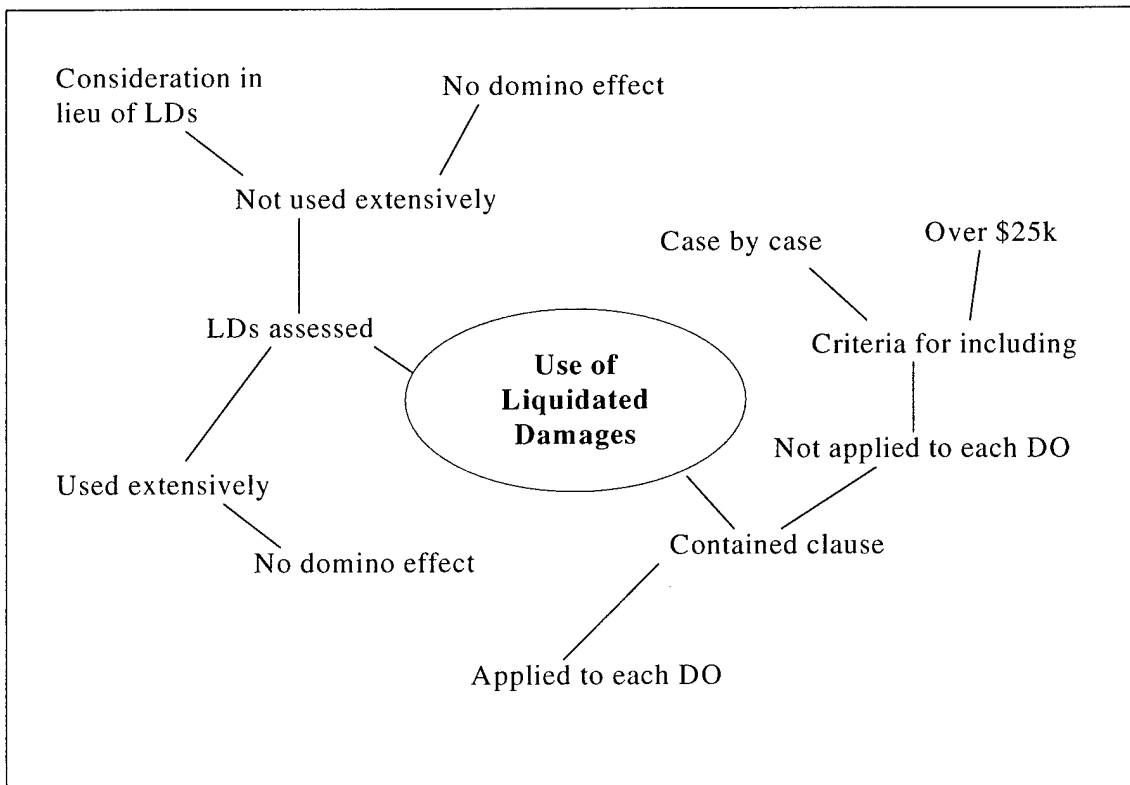 Consideration in
lieu of LDs
No domino effect
Not used extensively
Case by case
Over $25k
LDs assessed
Criteria for including
Use of
Liquidated
Damages
Not applied to each DO
Used extensively
Contained clause
No domino effect
Applied to each DO